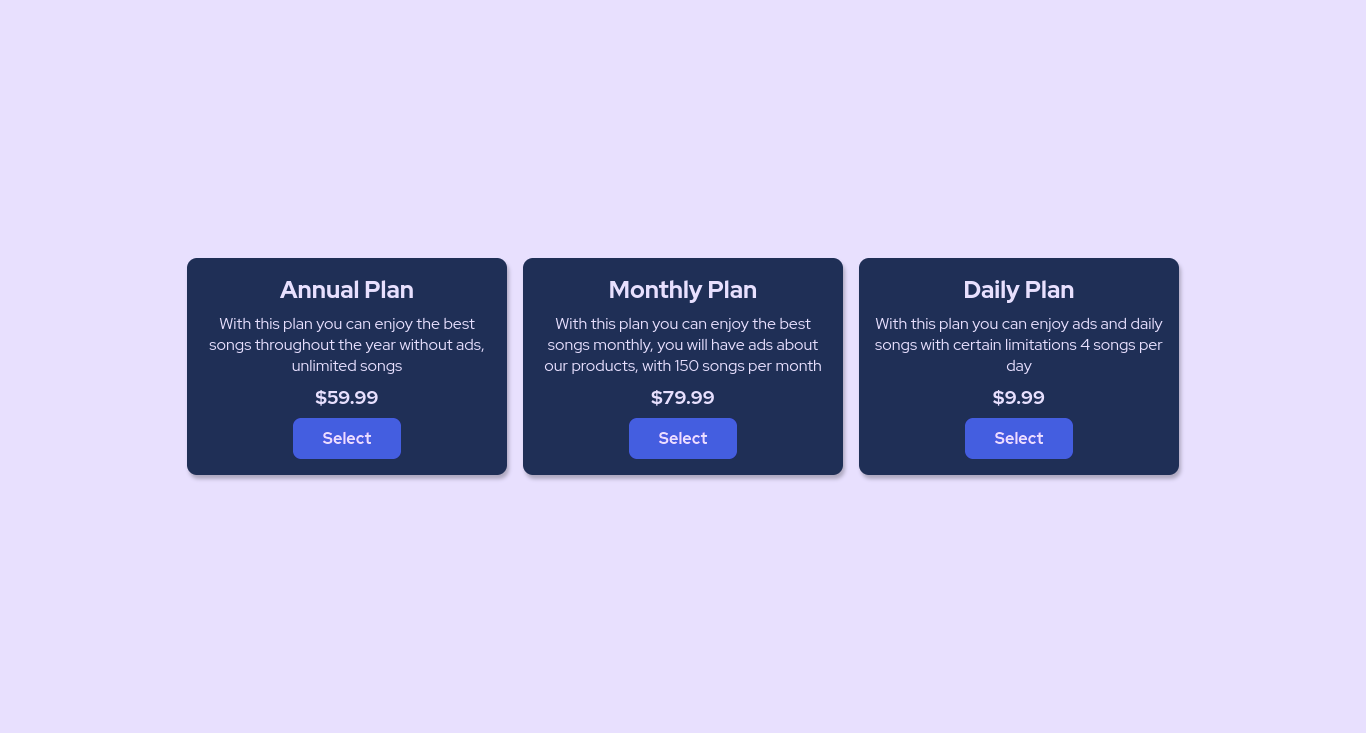 Annual Plan
With this plan you can enjoy the best
songs throughout the year without ads,
unlimited songs
$59.99
Select
Monthly Plan
With this plan you can enjoy the best
songs monthly, you will have ads about
our products, with 150 songs per month
$79.99
Select
Daily Plan
With this plan you can enjoy ads and daily
songs with certain limitations 4 songs per
day
$9.99
Select